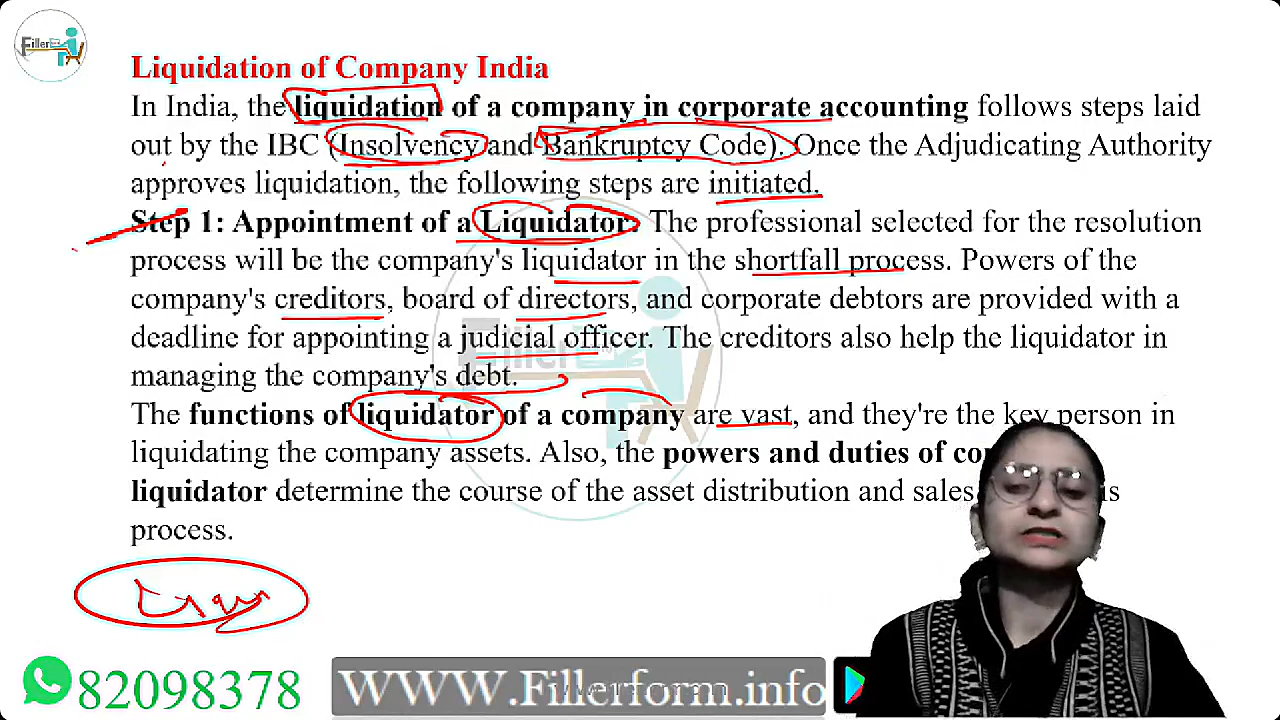 Filler
Liquidation of Company India
In India, the liquidation of a company in corporate accounting follows steps laid
out by the IBC (Insolvency and Bankruptcy Code). Once the Adjudicating Authority
approves liquidation, the following steps are initiated.
Step 1: Appointment of a Liquidator: The professional selected for the resolution
process will be the company's liquidator in the shortfall process. Powers of the
company's creditors, board of directors, and corporate debtors are provided with a
deadline for appointing a judicial officer. The creditors also help the liquidator in
managing the company's debt.
The functions of liquidator of a company are vast, and they're the key person in
liquidating the company assets. Also, the powers and duties of
liquidator determine the course of the asset distribution and sales
process.
82098378 WWW.Fillerform.info